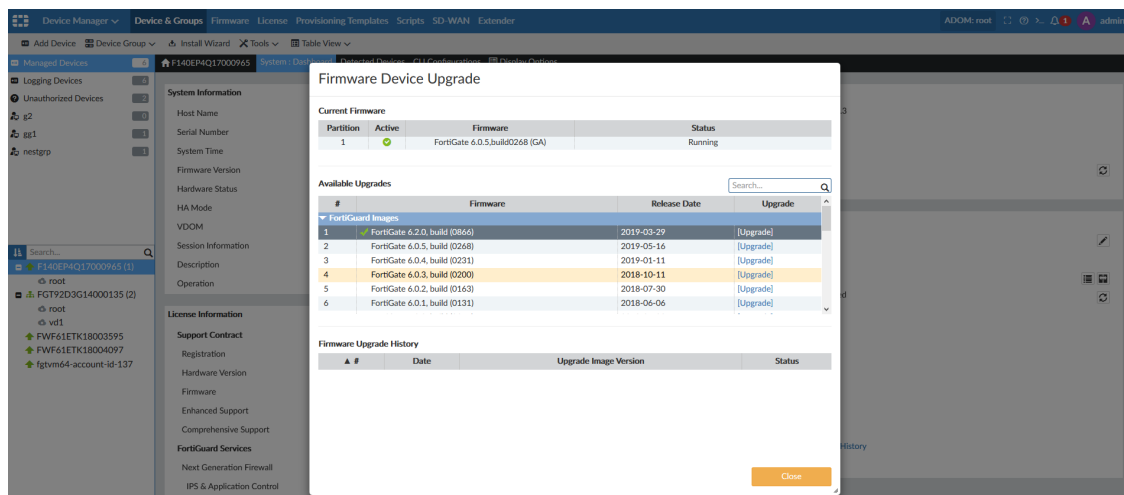 Device Manager Device & Groups Firmware License Provisioning Templates Scripts SD-WAN Extender ADOM: root 1 A admin
Add Device Device Group Install Wizard Tools Table View
Managed Devices 6
Logging Devices 6
Unauthorized Devices 2
g2 0
gg1 1
nestgrp 1
Search...
F140EP4Q17000965 (1)
root
FGT92D3G14000135 (2)
root
vd1
FWF61ETK18003595
FWF61ETK18004097
fgtvm64-account-id-137
F140EP4Q17000965 System : Dashboard Detected Devices CLI Configurations Display Options
System Information
Host Name
Serial Number
System Time
Firmware Version
Hardware Status
HA Mode
VDOM
Session Information
Description
Operation
License Information
Support Contract
Registration
Hardware Version
Firmware
Enhanced Support
Comprehensive Support
FortiGuard Services
Next Generation Firewall
IPS & Application Control
Firmware Device Upgrade
Current Firmware
Partition Active Firmware Status
1 FortiGate 6.0.5,build0268 (GA) Running
Available Upgrades Search...
# Firmware Release Date Upgrade
FortiGuard Images
1 FortiGate 6.2.0, build (0866) 2019-03-29 [Upgrade]
2 FortiGate 6.0.5, build (0268) 2019-05-16 [Upgrade]
3 FortiGate 6.0.4, build (0231) 2019-01-11 [Upgrade]
4 FortiGate 6.0.3, build (0200) 2018-10-11 [Upgrade]
5 FortiGate 6.0.2, build (0163) 2018-07-30 [Upgrade]
6 FortiGate 6.0.1, build (0131) 2018-06-06 [Upgrade]
Firmware Upgrade History
# Date Upgrade Image Version Status
Close
.3
ed
History